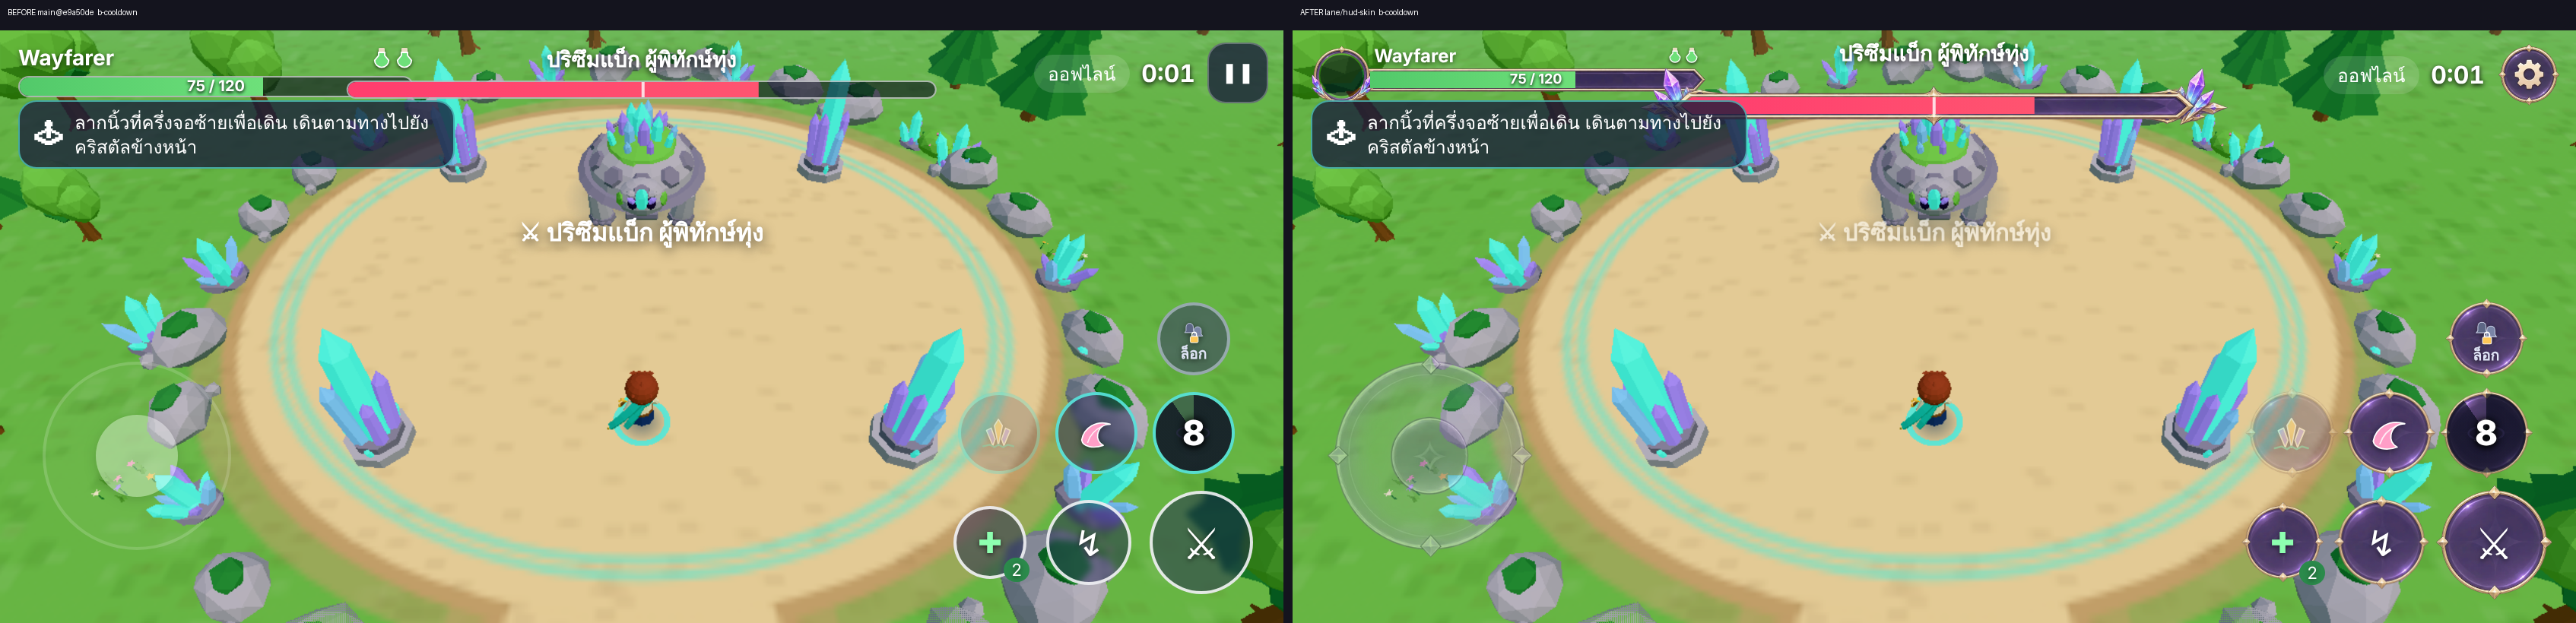 BEFORE main@e9a50de b-cooldown
Wayfarer
75 / 120
ปริซึมแบ็ก ผู้พิทักษ์ทุ่ง
ออฟไลน์
0:01
ลากนิ้วที่ครึ่งจอซ้ายเพื่อเดิน เดินตามทางไปยัง
คริสตัลข้างหน้า
⚔ ปริซึมแบ็ก ผู้พิทักษ์ทุ่ง
ล็อก
8
2
AFTER lane/hud-skin b-cooldown
Wayfarer
75 / 120
ปริซึมแบ็ก ผู้พิทักษ์ทุ่ง
ออฟไลน์
0:01
ลากนิ้วที่ครึ่งจอซ้ายเพื่อเดิน เดินตามทางไปยัง
คริสตัลข้างหน้า
⚔ ปริซึมแบ็ก ผู้พิทักษ์ทุ่ง
ล็อก
8
2